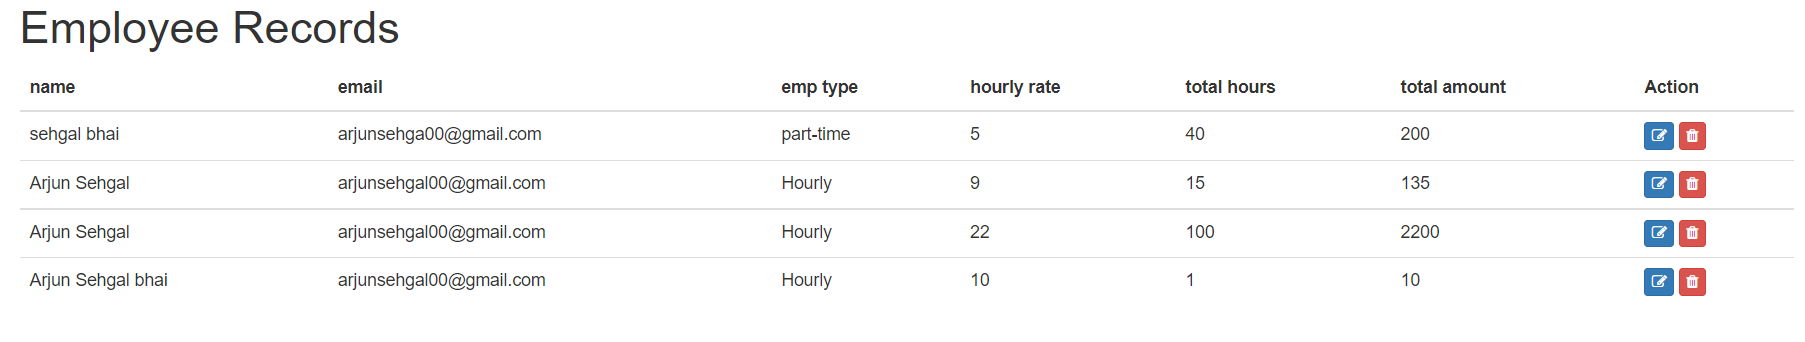 Employee Records
name email emp type hourly rate total hours total amount Action
sehgal bhai arjunsehga00@gmail.com part-time 5 40 200
Arjun Sehgal arjunsehgal00@gmail.com Hourly 9 15 135
Arjun Sehgal arjunsehgal00@gmail.com Hourly 22 100 2200
Arjun Sehgal bhai arjunsehgal00@gmail.com Hourly 10 1 10